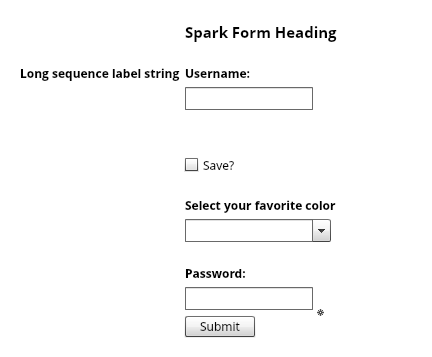 Spark Form Heading
Long sequence label string Username:
Save?
Select your favorite color
Password:
Submit